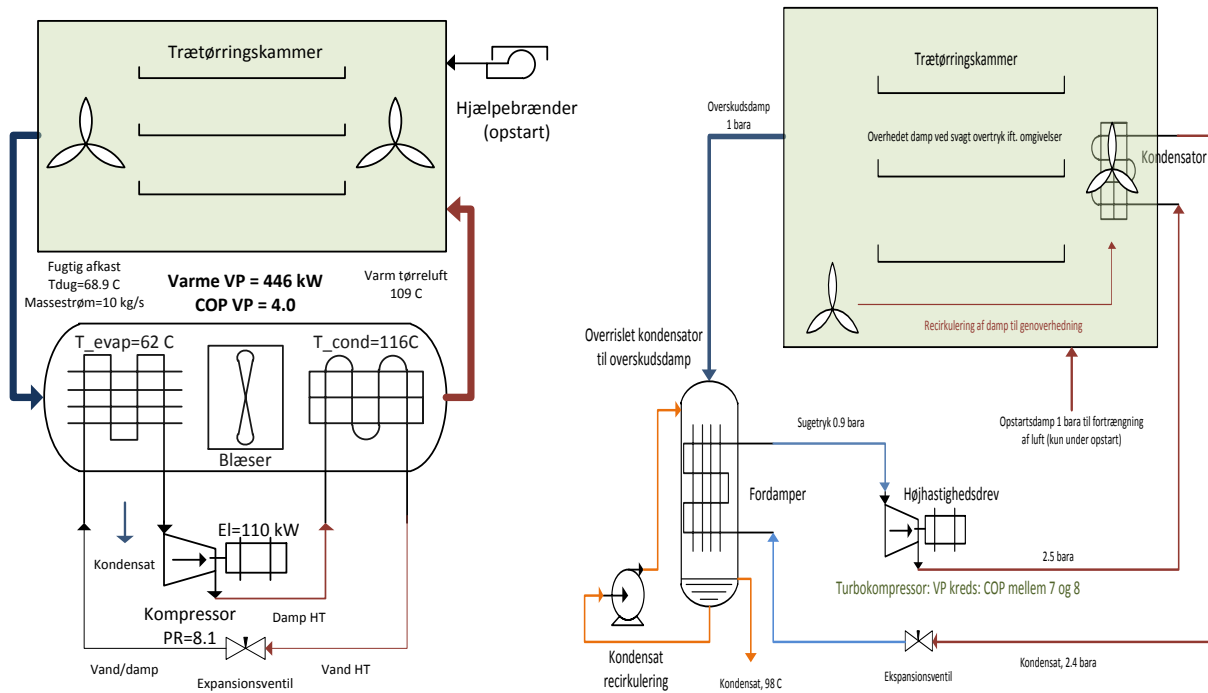 Trætørringskammer
Hjælpebrænder
(opstart)
Fugtig afkast
Tdug=68.9 C
Massestrøm=10 kg/s
Varme VP = 446 kW
COP VP = 4.0
Varm tørreluft
109 C
T_evap=62 C
T_cond=116C
Blæser
Kondensat
El=110 kW
Kompressor
PR=8.1
Damp HT
Vand/damp
Expansionsventil
Vand HT
Trætørringskammer
Overskudsdamp
1 bara
Overhedet damp ved svagt overtryk ift. omgivelser
Kondensator
Recirkulering af damp til genoverhedning
Overrislet kondensator
til overskudsdamp
Opstartsdamp 1 bara til fortrængning
af luft (kun under opstart)
Sugetryk 0.9 bara
Fordamper
Højhastighedsdrev
2.5 bara
Turbokompressor: VP kreds: COP mellem 7 og 8
Kondensat
recirkulering
Kondensat, 98 C
Ekspansionsventil
Kondensat, 2.4 bara